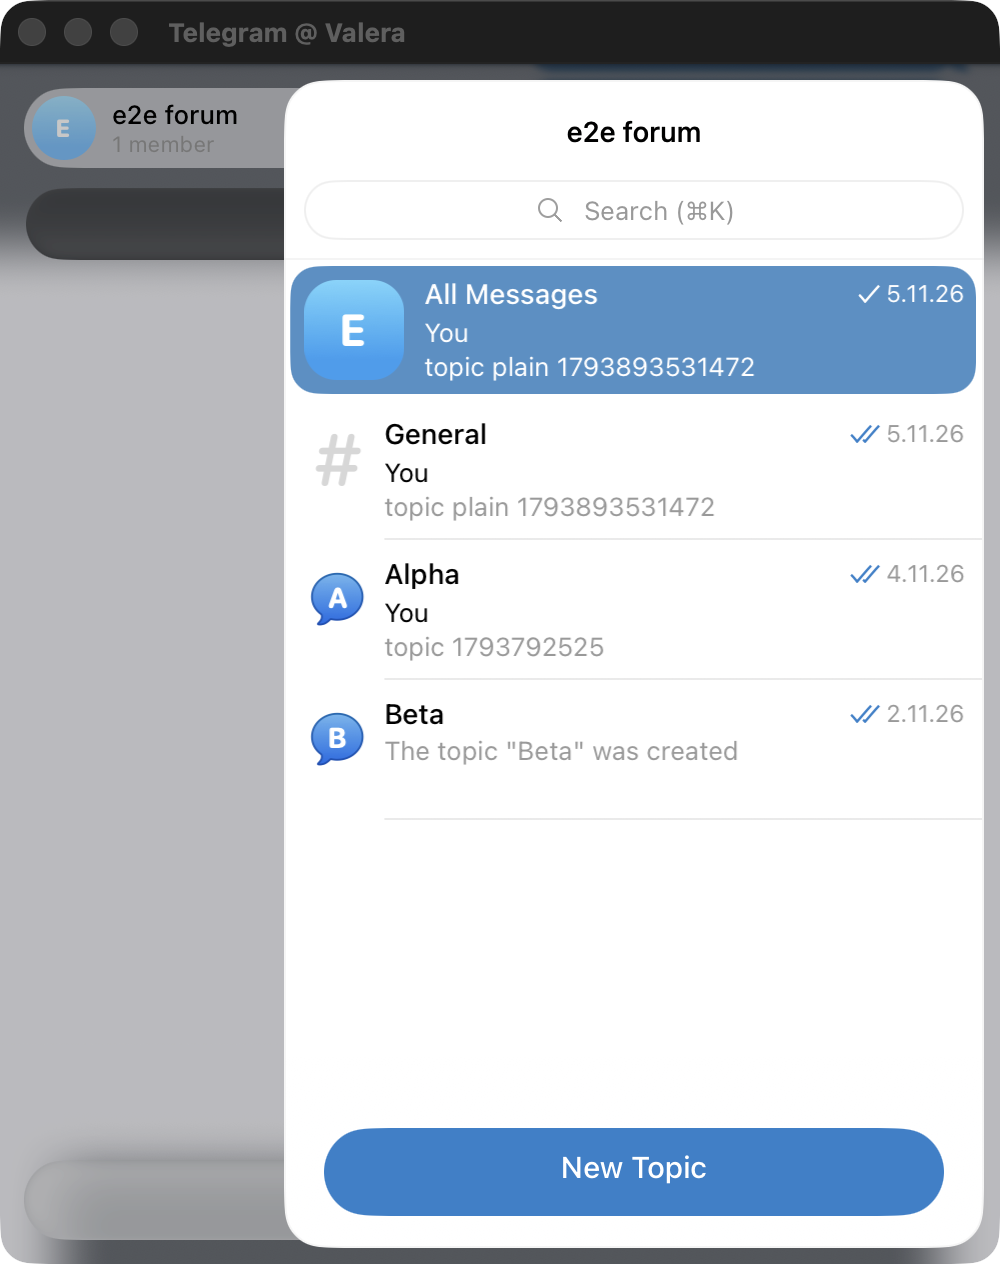 Telegram @ Valera
E
e2e forum
1 member
e2e forum
Search (⌘K)
E
All Messages
5.11.26
You
topic plain 1793893531472
General
5.11.26
You
topic plain 1793893531472
A
Alpha
4.11.26
You
topic 1793792525
B
Beta
2.11.26
The topic "Beta" was created
New Topic